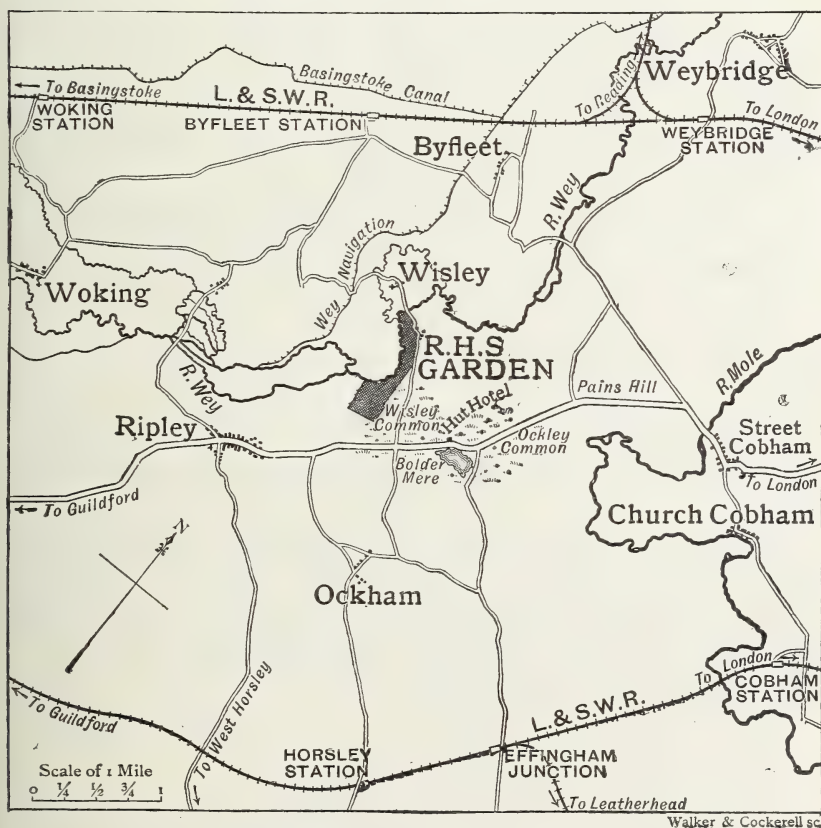 Weybridge
Basingstoke Canal
To Reading
To Basingstoke
L. & S.W.R.
To London
WOKING
STATION
BYFLEET STATION
WEYBRIDGE
STATION
Byfleet
R. Wey
Wey Navigation
Wisley
Woking
R.H.S
GARDEN
R. Mole
Pains Hill
R. Wey
Wisley
Common
Hut Hotel
Ripley
Ockley
Common
Street
Cobham
Bolder
Mere
To London
To Guildford
Church Cobham
N
Ockham
To London
COBHAM
STATION
To Guildford
To West Horsley
L. & S.W.R.
HORSLEY
STATION
EFFINGHAM
JUNCTION
Scale of 1 Mile
0 ¼ ½ ¾ 1
To Leatherhead
Walker & Cockerell sc